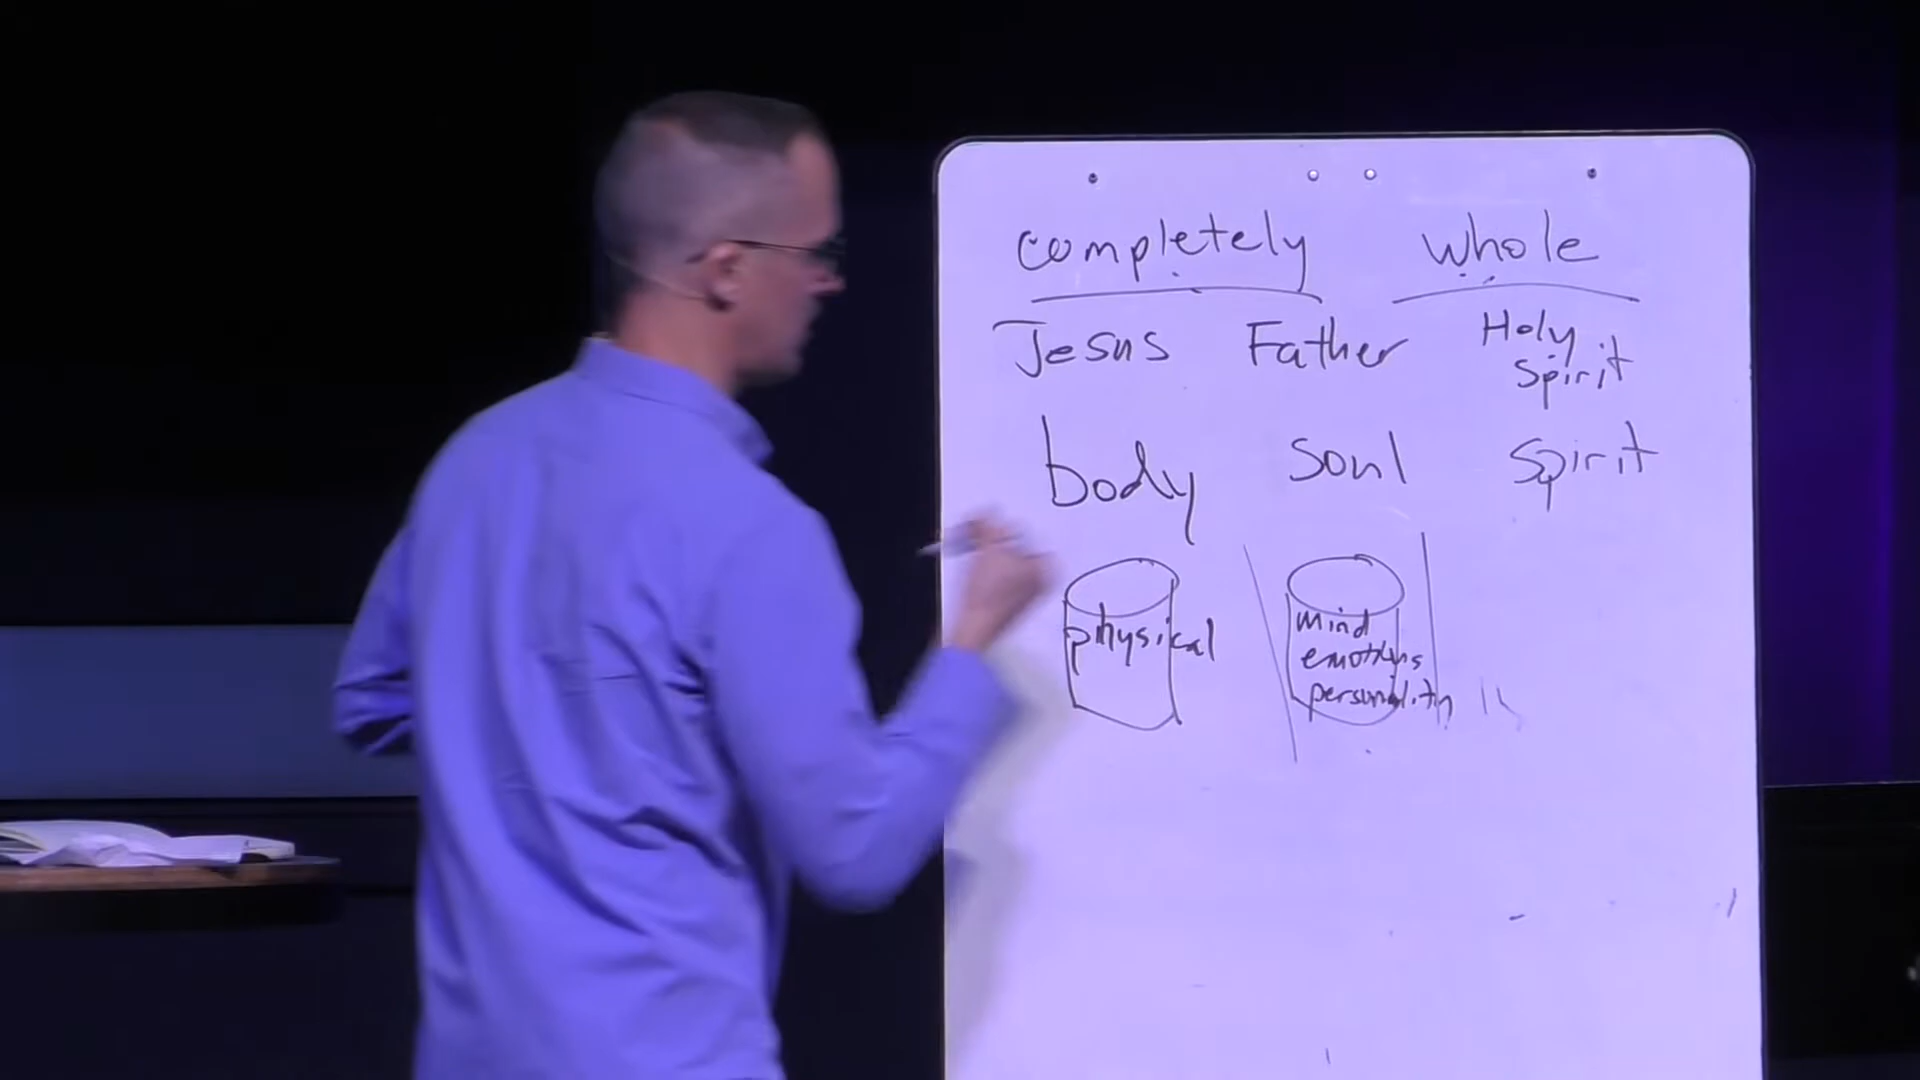 completely whole
Jesus Father Holy Spirit
body soul spirit
physical
mind
emotions
personality